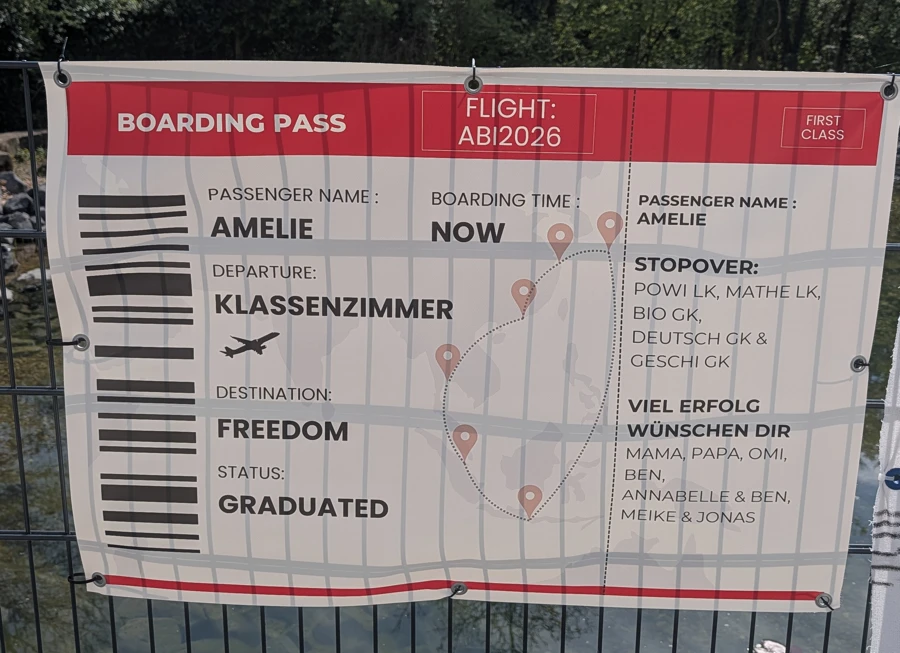 BOARDING PASS
FLIGHT:
ABI2026
FIRST
CLASS
PASSENGER NAME :
AMELIE
BOARDING TIME :
NOW
DEPARTURE:
KLASSENZIMMER
DESTINATION:
FREEDOM
STATUS:
GRADUATED
PASSENGER NAME :
AMELIE
STOPOVER:
POWI LK, MATHE LK,
BIO GK,
DEUTSCH GK &
GESCHI GK
VIEL ERFOLG
WÜNSCHEN DIR
MAMA, PAPA, OMI,
BEN,
ANNABELLE & BEN,
MEIKE & JONAS